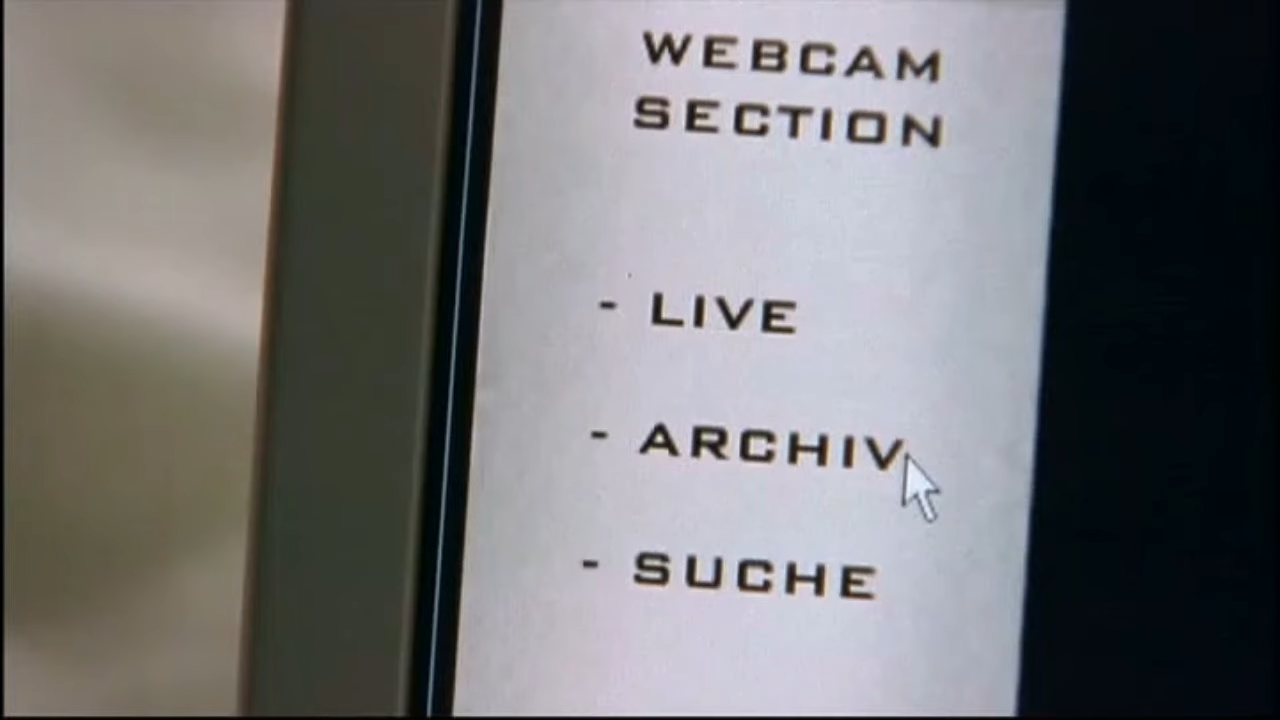 WEBCAM
SECTION
- LIVE
- ARCHIV
- SUCHE